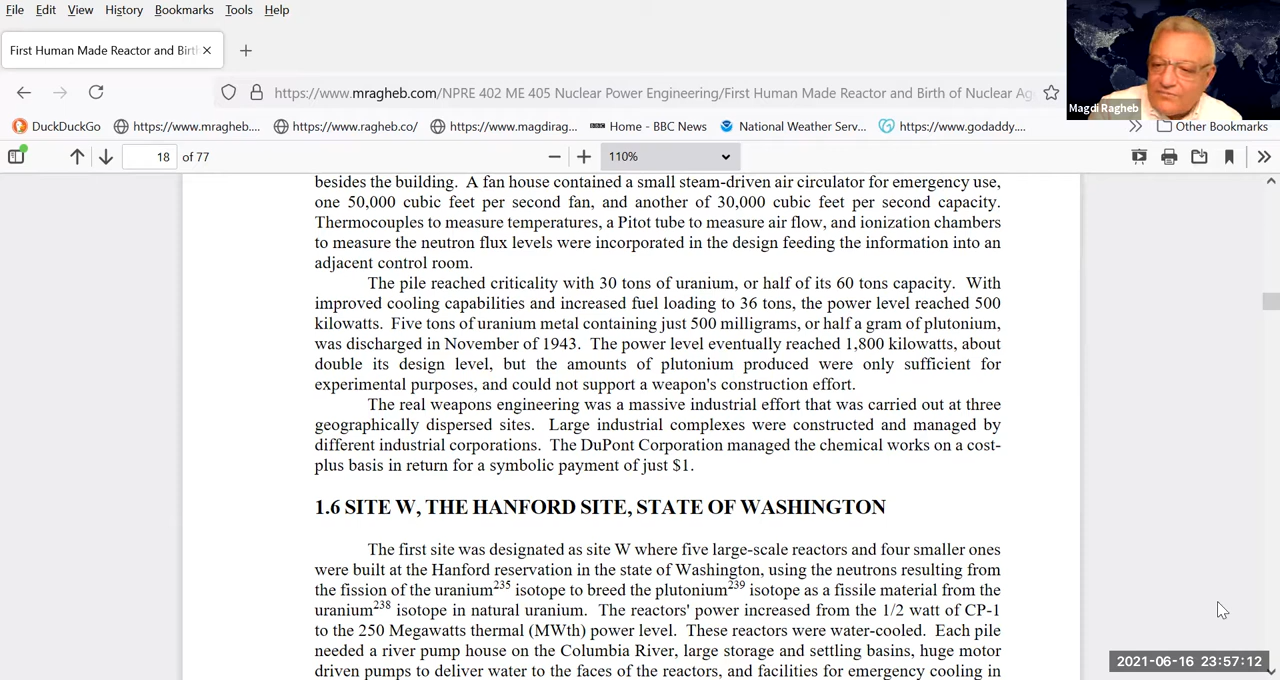 File Edit View History Bookmarks Tools Help
First Human Made Reactor and Birt
https://www.mragheb.com/NPRE 402 ME 405 Nuclear Power Engineering/First Human Made Reactor and Birth of Nuclear Ag
Magdi Ragheb
DuckDuckGo https://www.mragheb.... https://www.ragheb.co/ https://www.magdirag... BBC Home - BBC News National Weather Serv... https://www.godaddy.... Other Bookmarks
18 of 77 110%
besides the building. A fan house contained a small steam-driven air circulator for emergency use,
one 50,000 cubic feet per second fan, and another of 30,000 cubic feet per second capacity.
Thermocouples to measure temperatures, a Pitot tube to measure air flow, and ionization chambers
to measure the neutron flux levels were incorporated in the design feeding the information into an
adjacent control room.
The pile reached criticality with 30 tons of uranium, or half of its 60 tons capacity. With
improved cooling capabilities and increased fuel loading to 36 tons, the power level reached 500
kilowatts. Five tons of uranium metal containing just 500 milligrams, or half a gram of plutonium,
was discharged in November of 1943. The power level eventually reached 1,800 kilowatts, about
double its design level, but the amounts of plutonium produced were only sufficient for
experimental purposes, and could not support a weapon's construction effort.
The real weapons engineering was a massive industrial effort that was carried out at three
geographically dispersed sites. Large industrial complexes were constructed and managed by
different industrial corporations. The DuPont Corporation managed the chemical works on a cost-
plus basis in return for a symbolic payment of just $1.
1.6 SITE W, THE HANFORD SITE, STATE OF WASHINGTON
The first site was designated as site W where five large-scale reactors and four smaller ones
were built at the Hanford reservation in the state of Washington, using the neutrons resulting from
the fission of the uranium235 isotope to breed the plutonium239 isotope as a fissile material from the
uranium238 isotope in natural uranium. The reactors' power increased from the 1/2 watt of CP-1
to the 250 Megawatts thermal (MWth) power level. These reactors were water-cooled. Each pile
needed a river pump house on the Columbia River, large storage and settling basins, huge motor
driven pumps to deliver water to the faces of the reactors, and facilities for emergency cooling in
2021-06-16 23:57:12